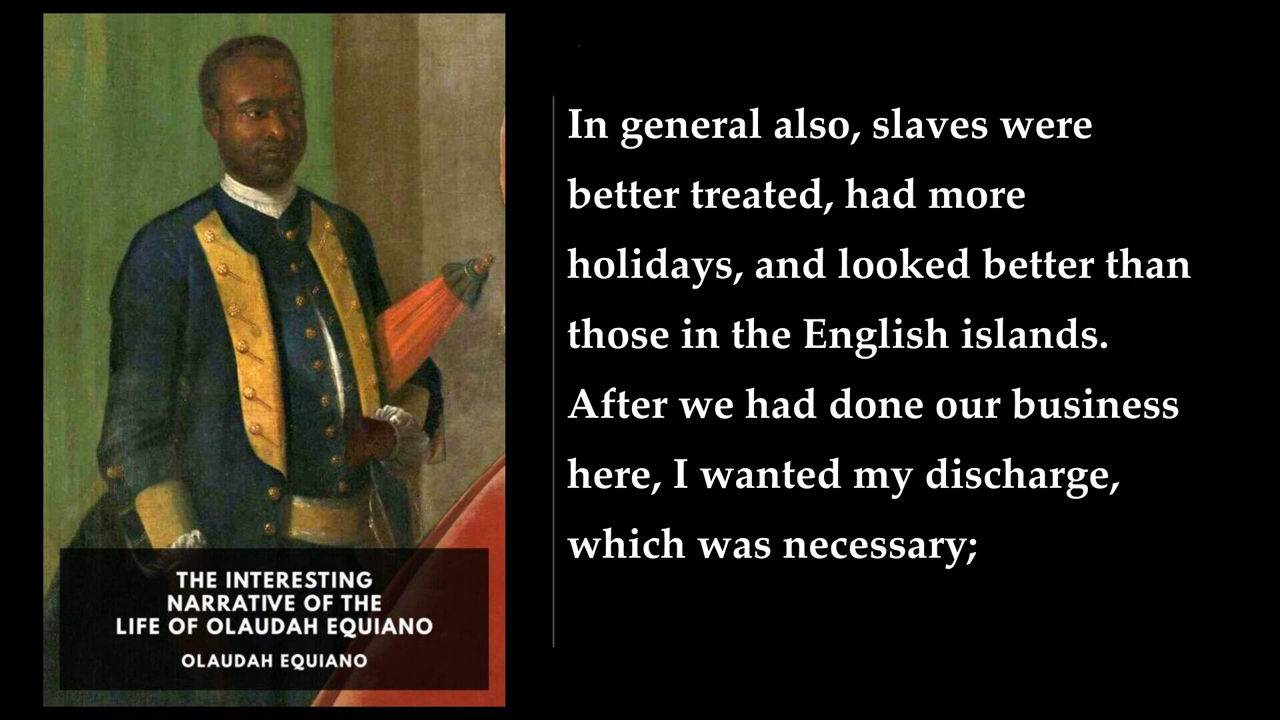 THE INTERESTING
NARRATIVE OF THE
LIFE OF OLAUDAH EQUIANO
OLAUDAH EQUIANO
In general also, slaves were
better treated, had more
holidays, and looked better than
those in the English islands.
After we had done our business
here, I wanted my discharge,
which was necessary;